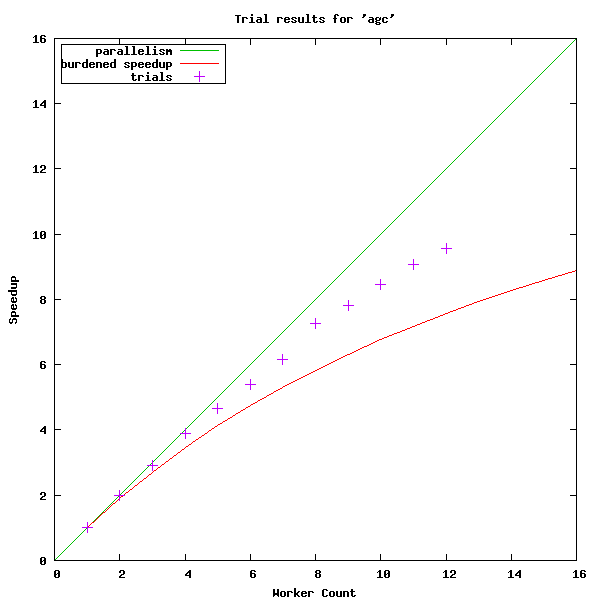 Trial results for 'agc'
parallelism
burdened speedup
trials
16
14
12
10
8
6
4
2
0
Speedup
0 2 4 6 8 10 12 14 16
Worker Count